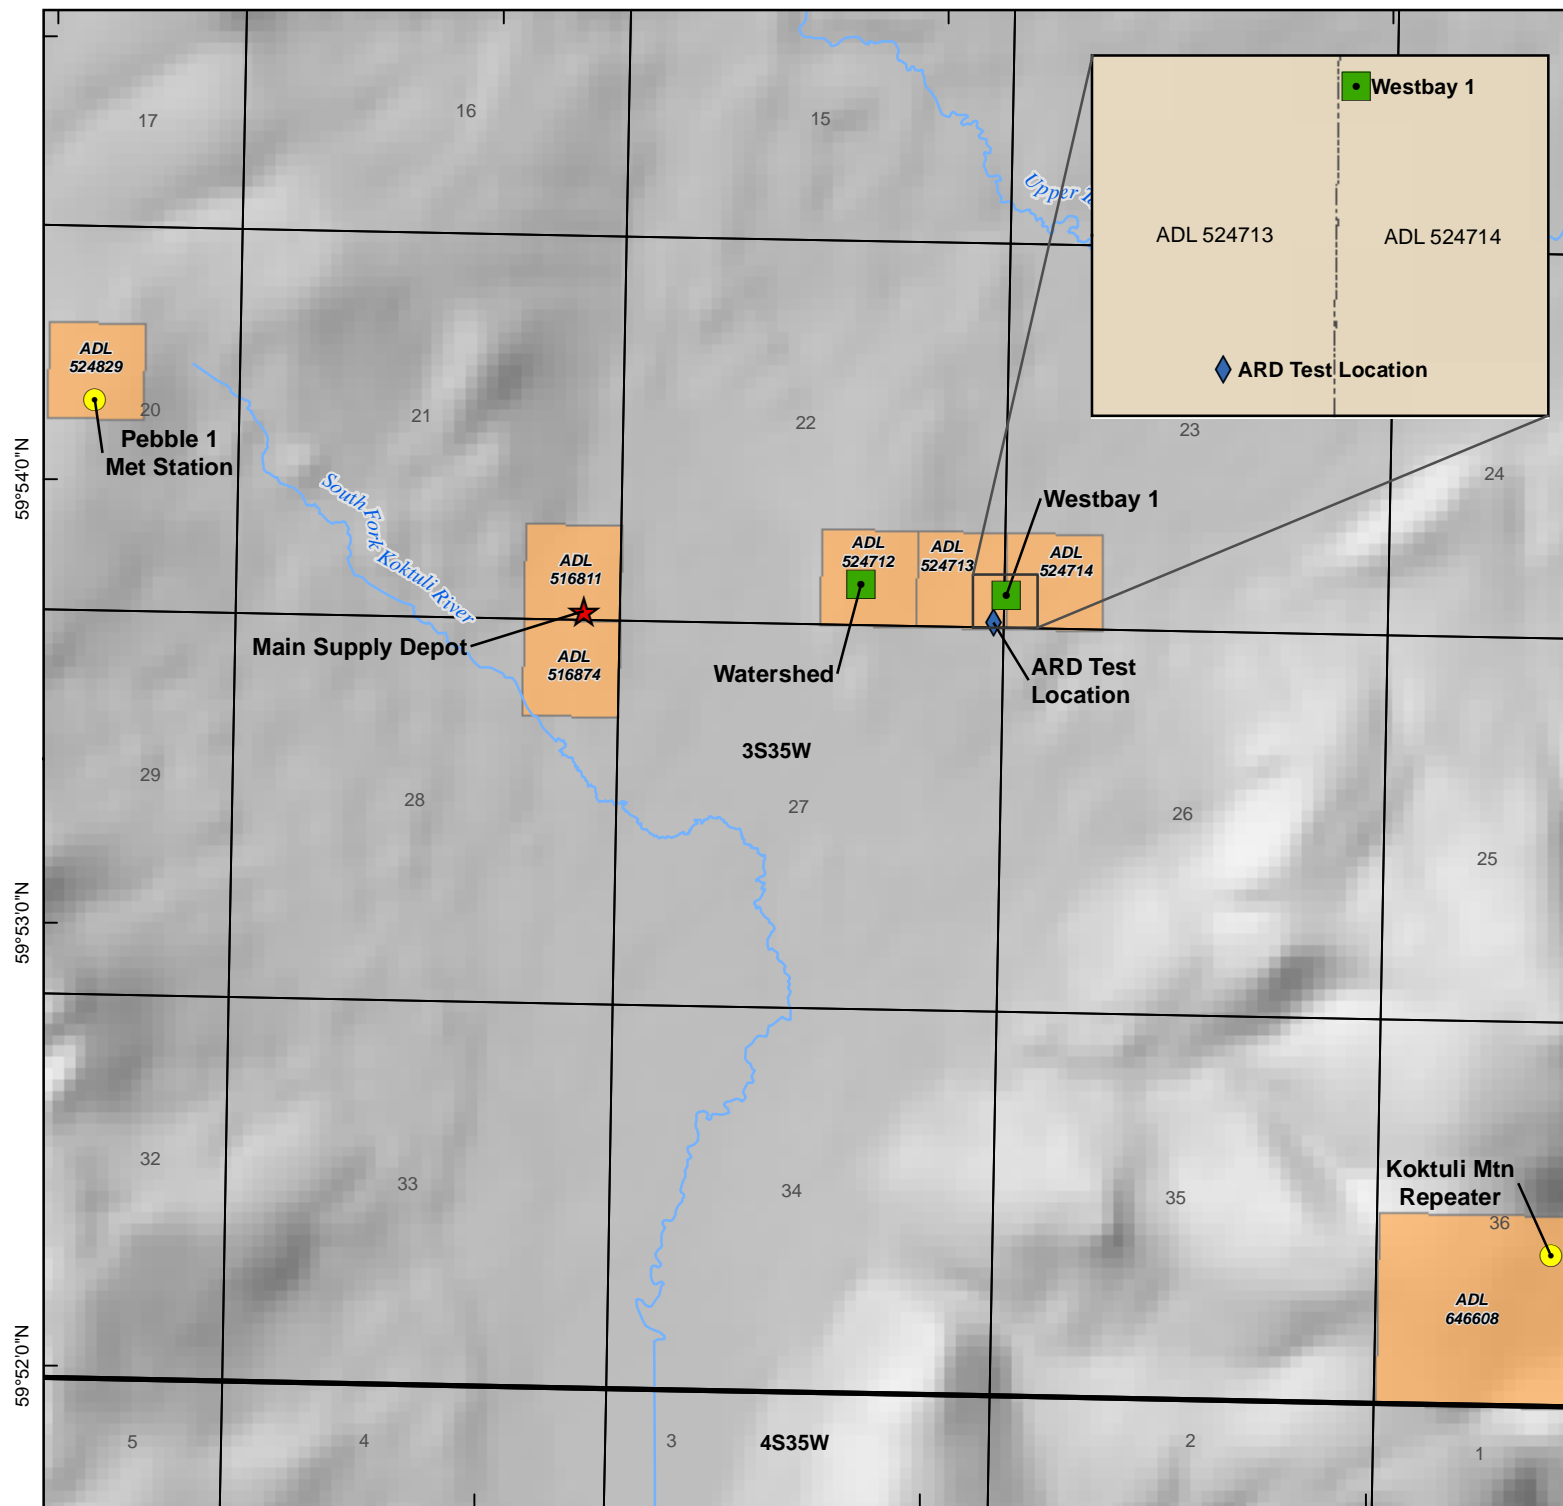 17
16
15
Upper
Westbay 1
ADL 524713
ADL 524714
ARD Test Location
ADL
524829
20
Pebble 1
Met Station
21
22
23
24
59°54'0"N
South Fork Koktuli River
ADL
516811
Main Supply Depot
ADL
516874
ADL
524712
ADL
524713
ADL
524714
Westbay 1
Watershed
ARD Test
Location
3S35W
29
28
27
26
25
59°53'0"N
32
33
34
35
Koktuli Mtn
Repeater
36
ADL
646608
59°52'0"N
5
4
3
4S35W
2
1